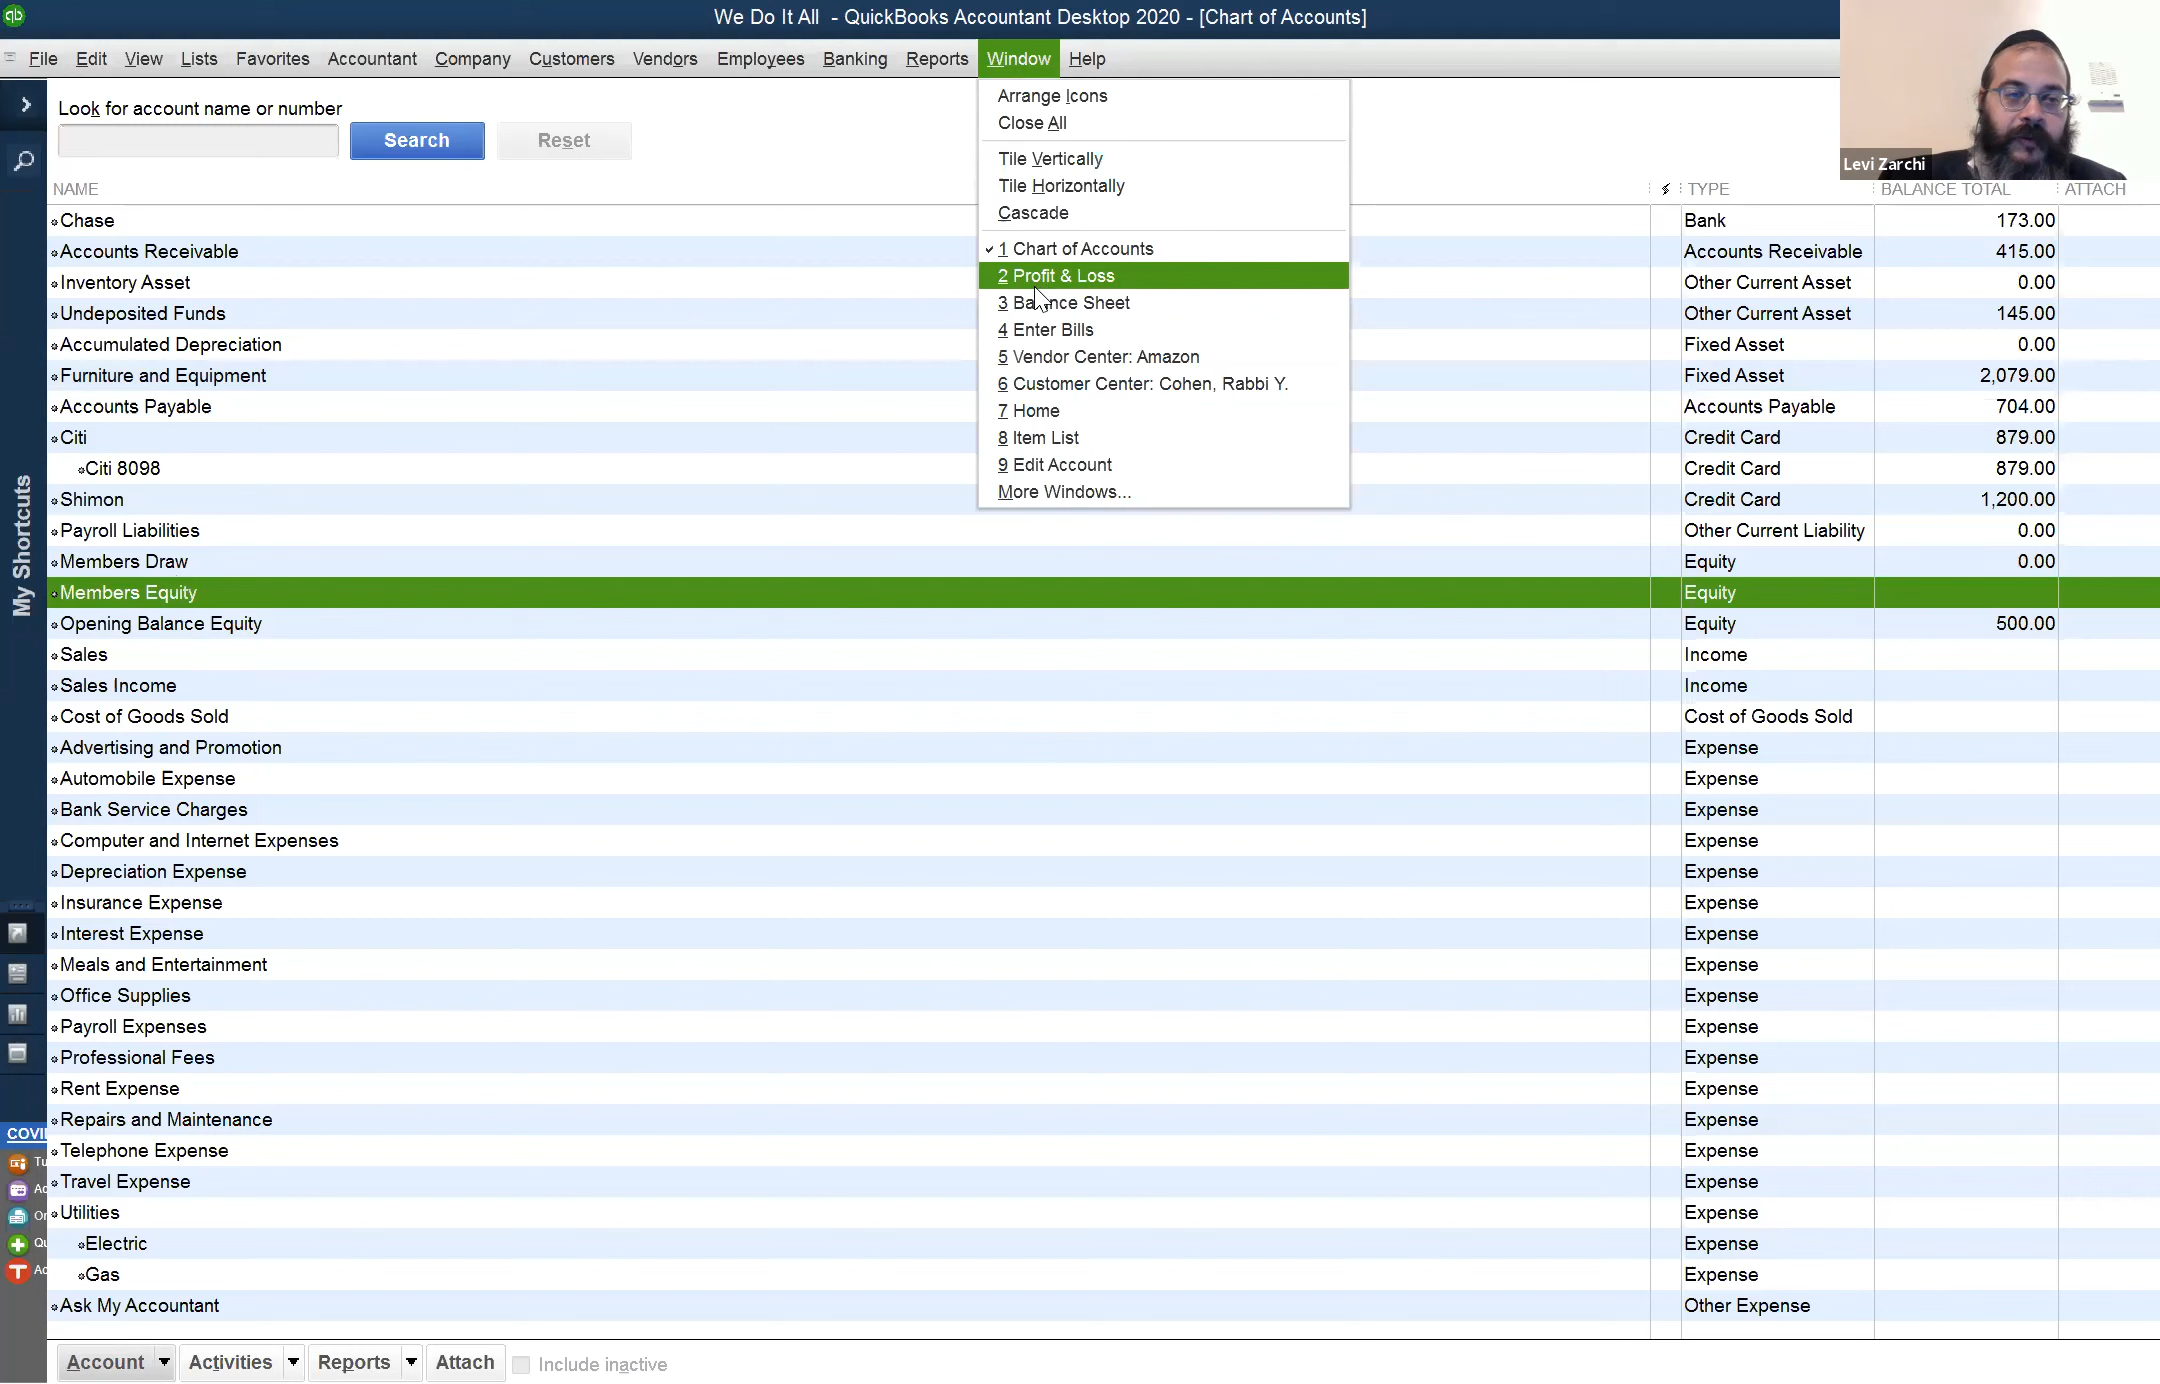 We Do It All - QuickBooks Accountant Desktop 2020 - [Chart of Accounts]
File Edit View Lists Favorites Accountant Company Customers Vendors Employees Banking Reports Window Help
Look for account name or number
Search Reset
Arrange Icons
Close All
Tile Vertically
Tile Horizontally
Cascade
1 Chart of Accounts
2 Profit & Loss
3 Balance Sheet
4 Enter Bills
5 Vendor Center: Amazon
6 Customer Center: Cohen, Rabbi Y.
7 Home
8 Item List
9 Edit Account
More Windows...
Levi Zarchi
NAME TYPE BALANCE TOTAL ATTACH
Chase Bank 173.00
Accounts Receivable Accounts Receivable 415.00
Inventory Asset Other Current Asset 0.00
Undeposited Funds Other Current Asset 145.00
Accumulated Depreciation Fixed Asset 0.00
Furniture and Equipment Fixed Asset 2,079.00
Accounts Payable Accounts Payable 704.00
Citi Credit Card 879.00
Citi 8098 Credit Card 879.00
Shimon Credit Card 1,200.00
Payroll Liabilities Other Current Liability 0.00
Members Draw Equity 0.00
Members Equity Equity
Opening Balance Equity Equity 500.00
Sales Income
Sales Income Income
Cost of Goods Sold Cost of Goods Sold
Advertising and Promotion Expense
Automobile Expense Expense
Bank Service Charges Expense
Computer and Internet Expenses Expense
Depreciation Expense Expense
Insurance Expense Expense
Interest Expense Expense
Meals and Entertainment Expense
Office Supplies Expense
Payroll Expenses Expense
Professional Fees Expense
Rent Expense Expense
Repairs and Maintenance Expense
Telephone Expense Expense
Travel Expense Expense
Utilities Expense
Electric Expense
Gas Expense
Ask My Accountant Other Expense
My Shortcuts
COVI
Tu
Ac
Or
Qu
Ac
Account Activities Reports Attach Include inactive